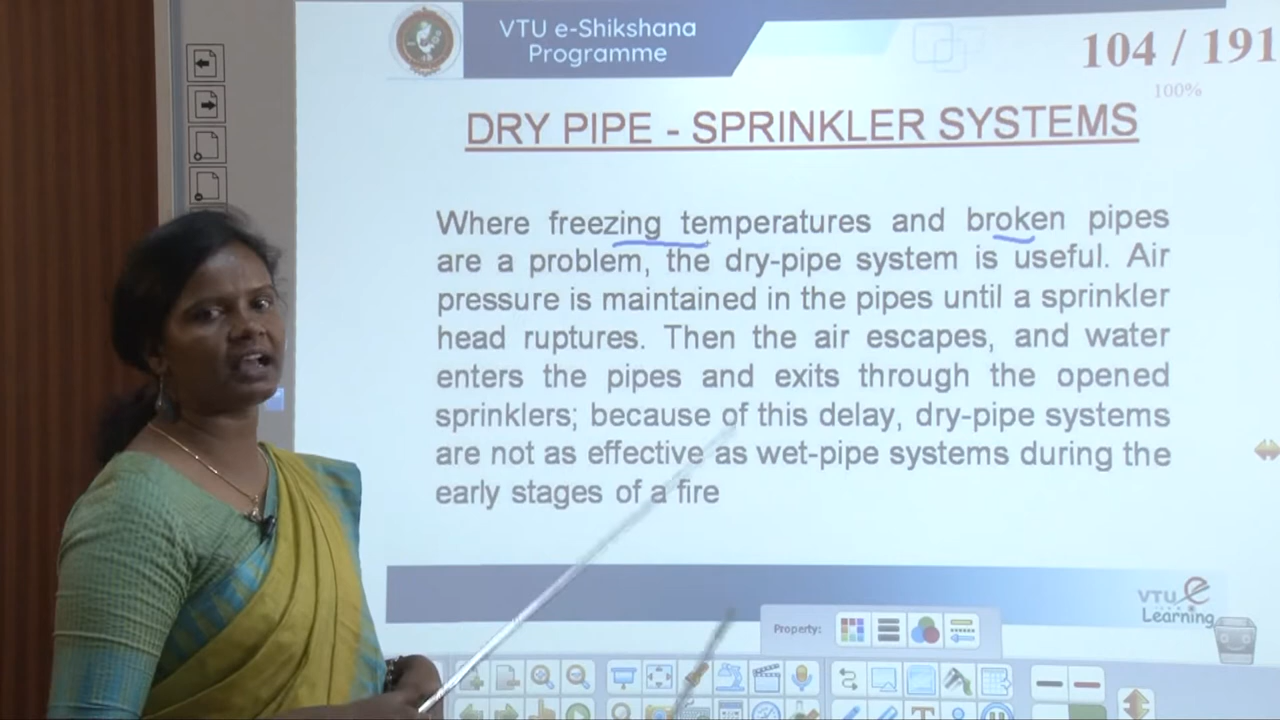 VTU e-Shikshana
Programme
104 / 191
100%
DRY PIPE - SPRINKLER SYSTEMS
Where freezing temperatures and broken pipes
are a problem, the dry-pipe system is useful. Air
pressure is maintained in the pipes until a sprinkler
head ruptures. Then the air escapes, and water
enters the pipes and exits through the opened
sprinklers; because of this delay, dry-pipe systems
are not as effective as wet-pipe systems during the
early stages of a fire
VTU e
Learning
Property: